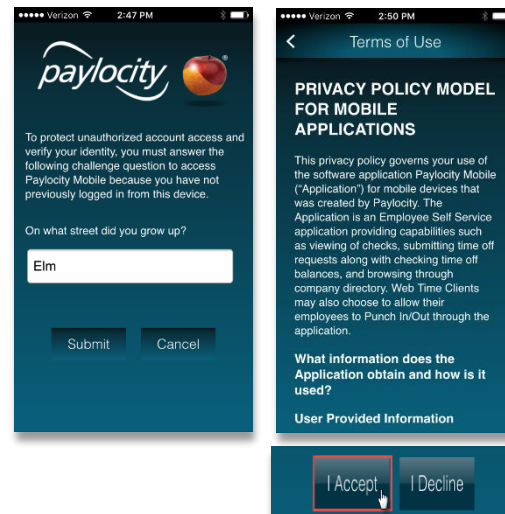 Verizon 2:47 PM
paylocity
To protect unauthorized account access and
verify your identity, you must answer the
following challenge question to access
Paylocity Mobile because you have not
previously logged in from this device.
On what street did you grow up?
Elm
Submit Cancel
Verizon 2:50 PM
Terms of Use
PRIVACY POLICY MODEL
FOR MOBILE
APPLICATIONS
This privacy policy governs your use of
the software application Paylocity Mobile
("Application") for mobile devices that
was created by Paylocity. The
Application is an Employee Self Service
application providing capabilities such
as viewing of checks, submitting time off
requests along with checking time off
balances, and browsing through
company directory. Web Time Clients
may also choose to allow their
employees to Punch In/Out through the
application.
What information does the
Application obtain and how is it
used?
User Provided Information
I Accept I Decline